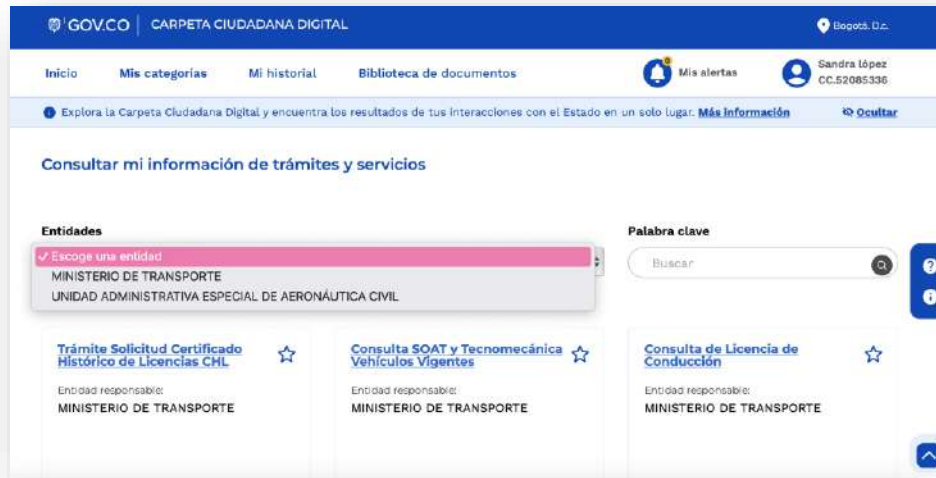 GOV.CO CARPETA CIUDADANA DIGITAL
Bogotá. D.c.
Inicio Mis categorías Mi historial Biblioteca de documentos Mis alertas
Sandra lópez
CC.52085336
Explora la Carpeta Ciudadana Digital y encuentra los resultados de tus interacciones con el Estado en un solo lugar. Más información Ocultar
Consultar mi información de trámites y servicios
Entidades
Escoge una entidad
MINISTERIO DE TRANSPORTE
UNIDAD ADMINISTRATIVA ESPECIAL DE AERONÁUTICA CIVIL
Palabra clave
Buscar
Trámite Solicitud Certificado
Histórico de Licencias CHL
Entidad responsable:
MINISTERIO DE TRANSPORTE
Consulta SOAT y Tecnomecánica
Vehículos Vigentes
Entidad responsable:
MINISTERIO DE TRANSPORTE
Consulta de Licencia de
Conducción
Entidad responsable:
MINISTERIO DE TRANSPORTE